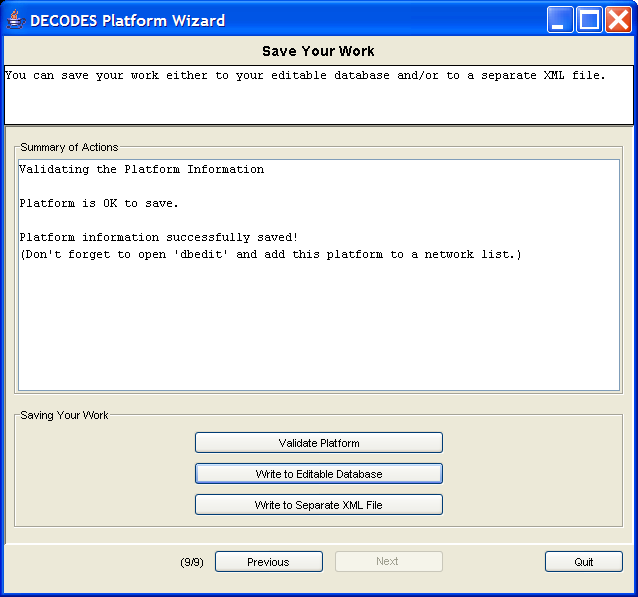 DECODES Platform Wizard
Save Your Work
You can save your work either to your editable database and/or to a separate XML file.
Summary of Actions
Validating the Platform Information
Platform is OK to save.
Platform information successfully saved!
(Don't forget to open 'dbedit' and add this platform to a network list.)
Saving Your Work
Validate Platform
Write to Editable Database
Write to Separate XML File
(9/9) Previous Next Quit